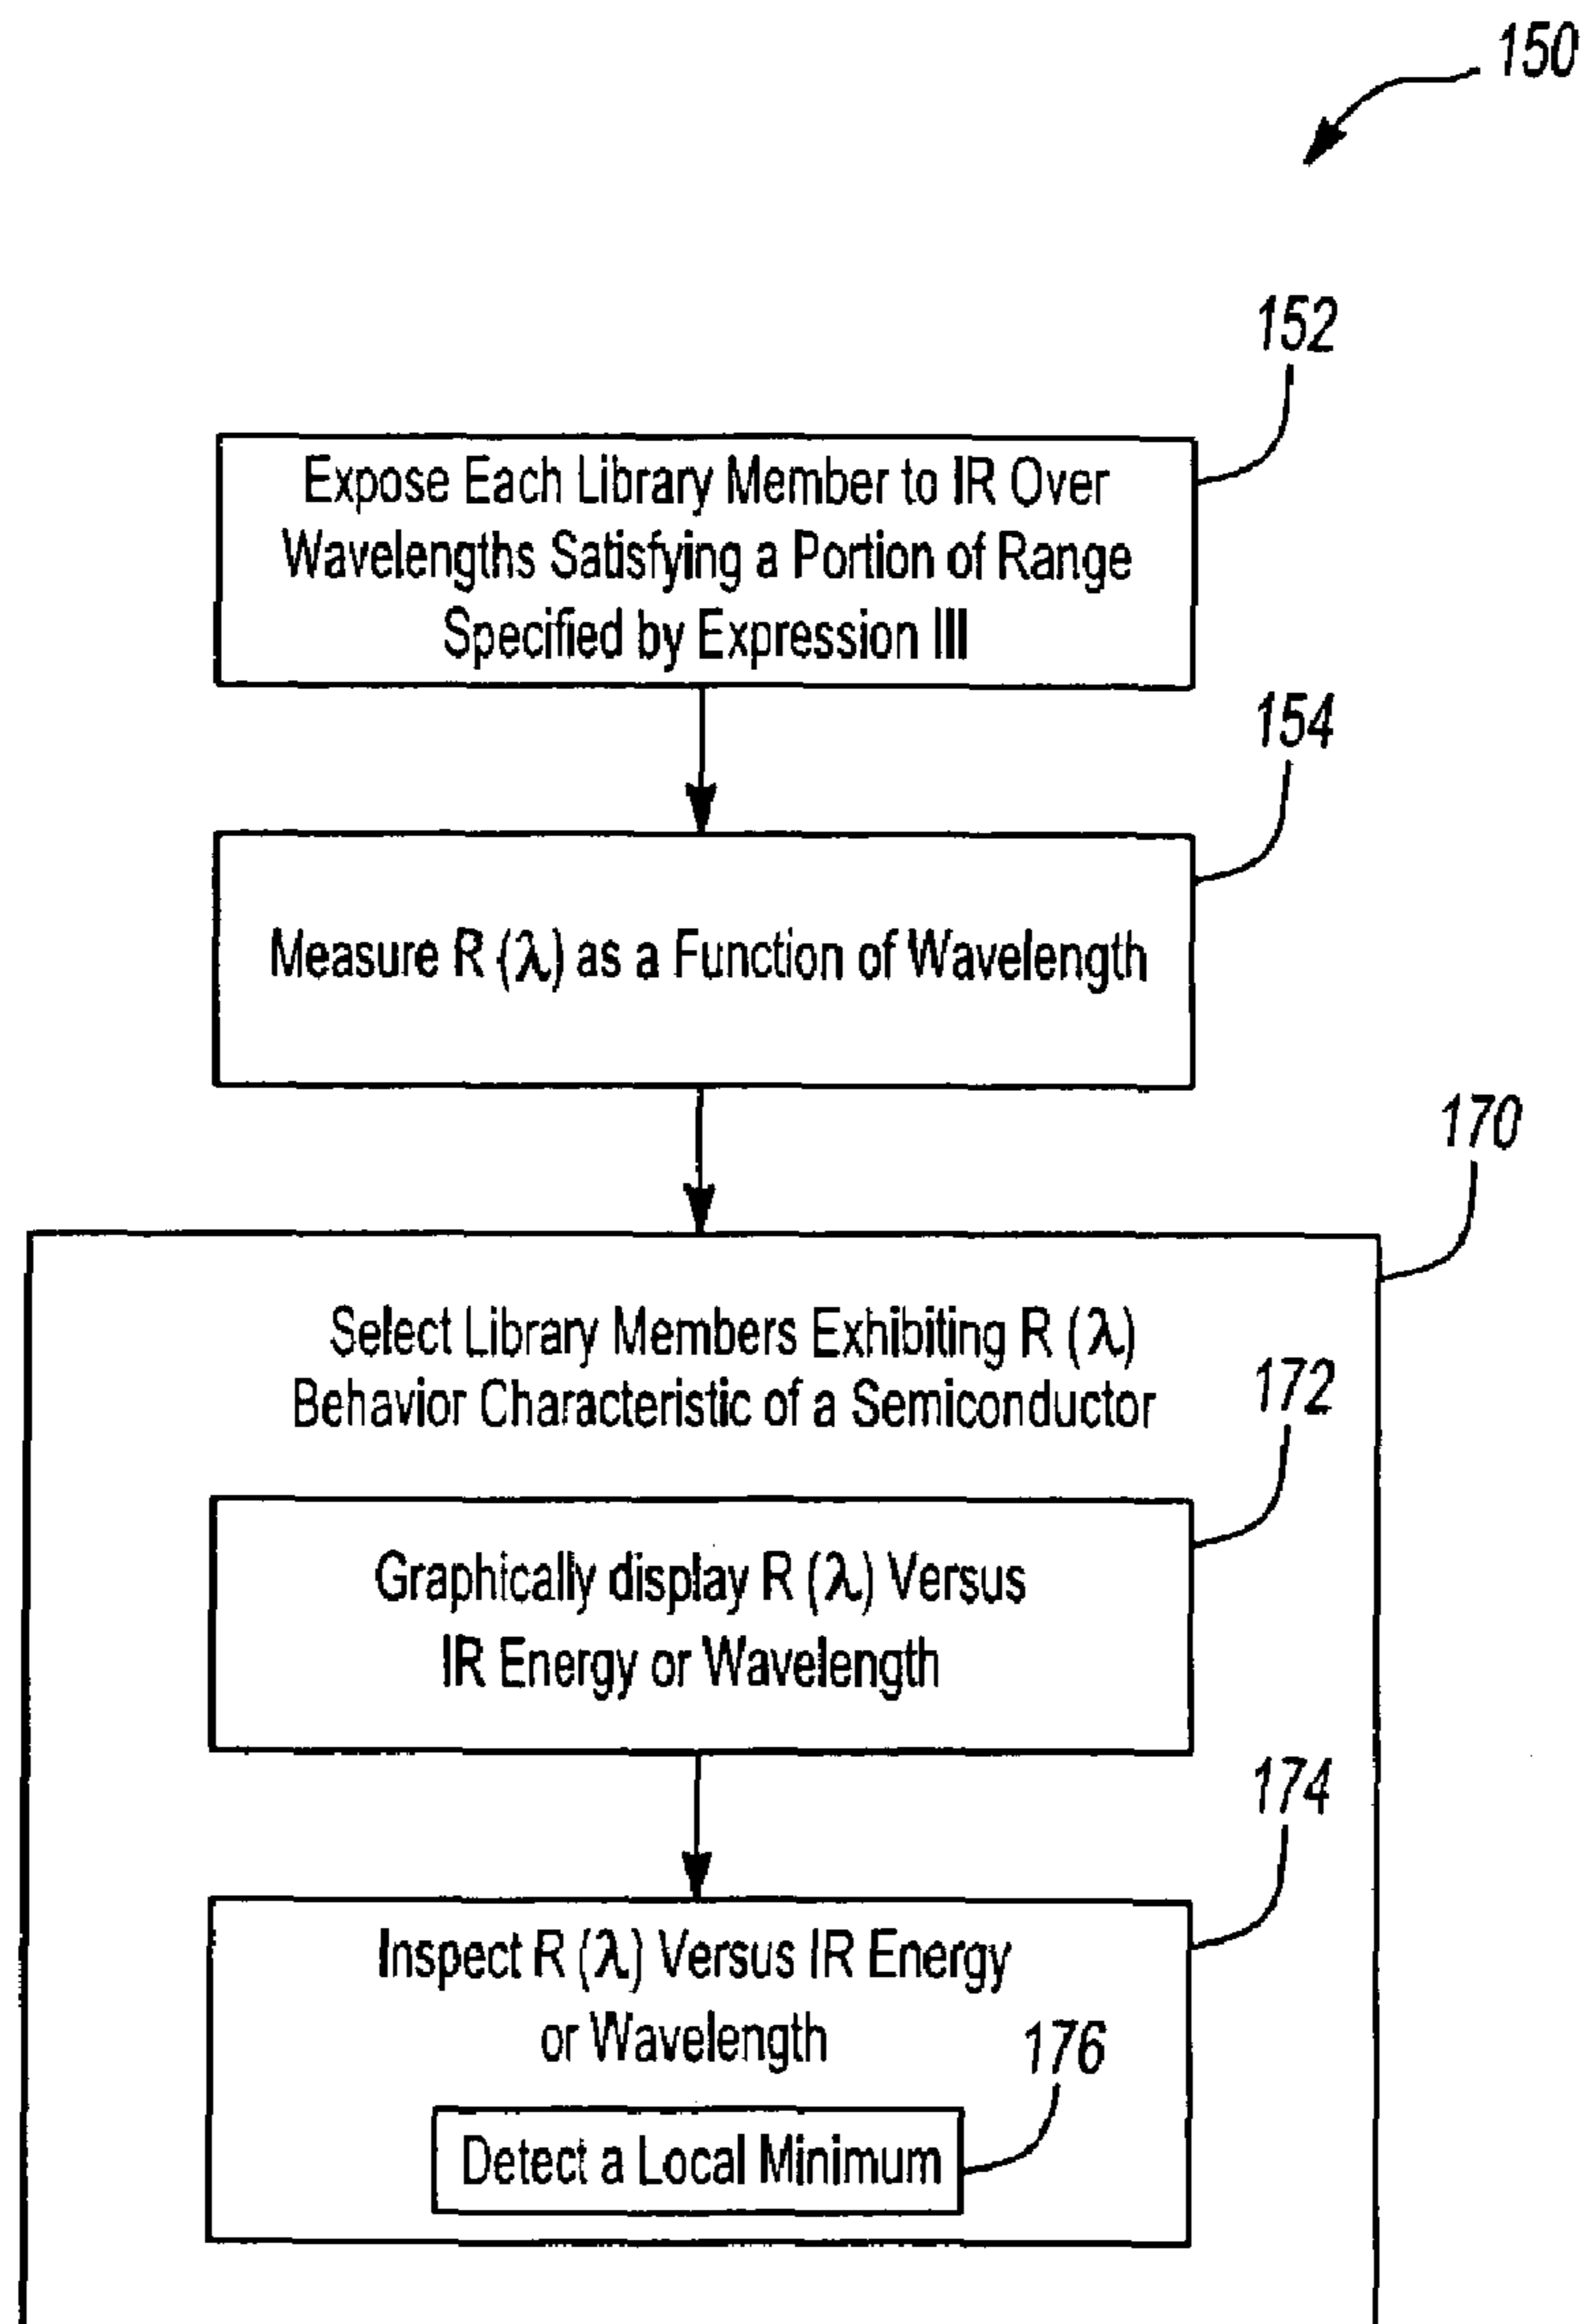 150
152
Expose Each Library Member to IR Over
Wavelengths Satisfying a Portion of Range
Specified by Expression III
154
Measure R (λ) as a Function of Wavelength
170
Select Library Members Exhibiting R (λ)
Behavior Characteristic of a Semiconductor
172
Graphically display R (λ) Versus
IR Energy or Wavelength
174
Inspect R (λ) Versus IR Energy
or Wavelength
176
Detect a Local Minimum